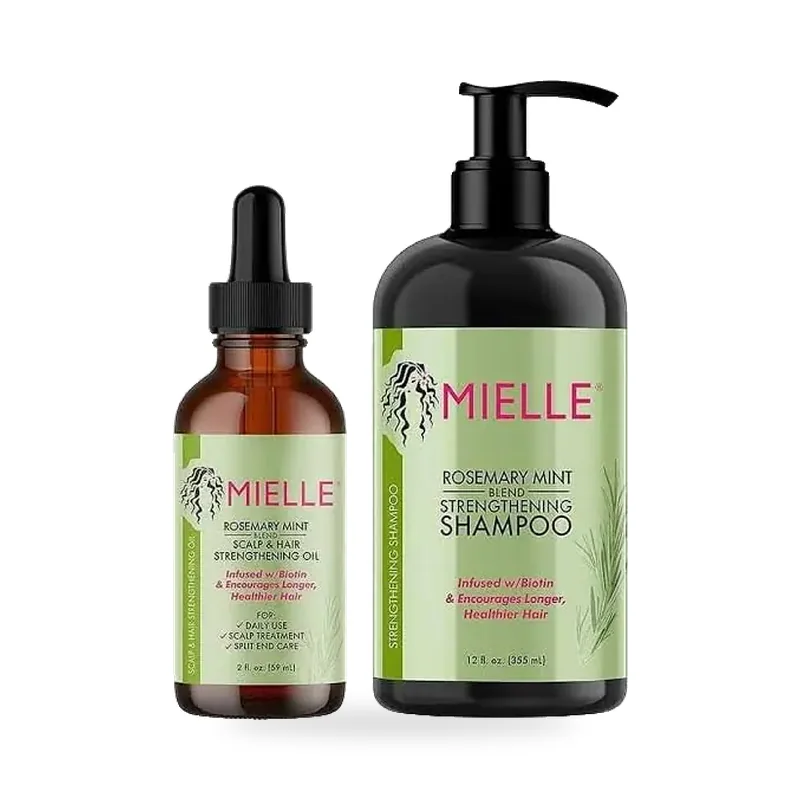 MIELLE®
ROSEMARY MINT
BLEND
SCALP & HAIR
STRENGTHENING OIL
Infused w/Biotin
& Encourages Longer,
Healthier Hair
FOR:
✓ DAILY USE
✓ SCALP TREATMENT
✓ SPLIT END CARE
2 fl. oz. (59 mL)
SCALP & HAIR STRENGTHENING OIL
MIELLE®
ROSEMARY MINT
BLEND
STRENGTHENING
SHAMPOO
Infused w/Biotin
& Encourages Longer,
Healthier Hair
12 fl. oz. (355 mL)
STRENGTHENING SHAMPOO